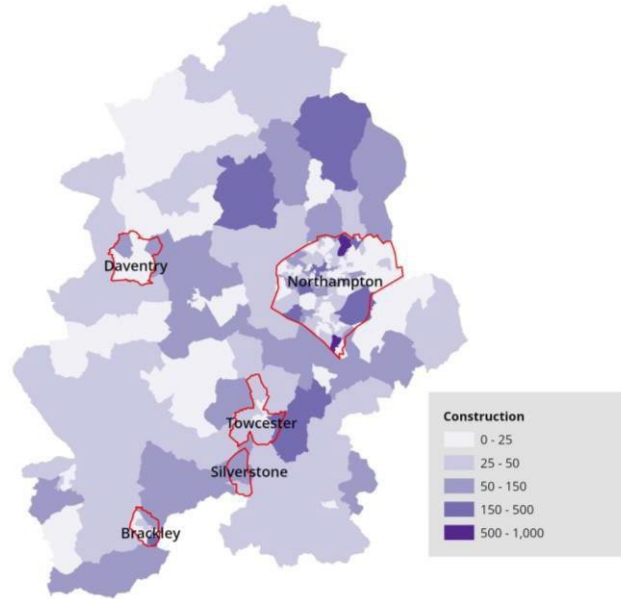 Daventry
Northampton
Towcester
Silverstone
Brackley
Construction
0 - 25
25 - 50
50 - 150
150 - 500
500 - 1,000